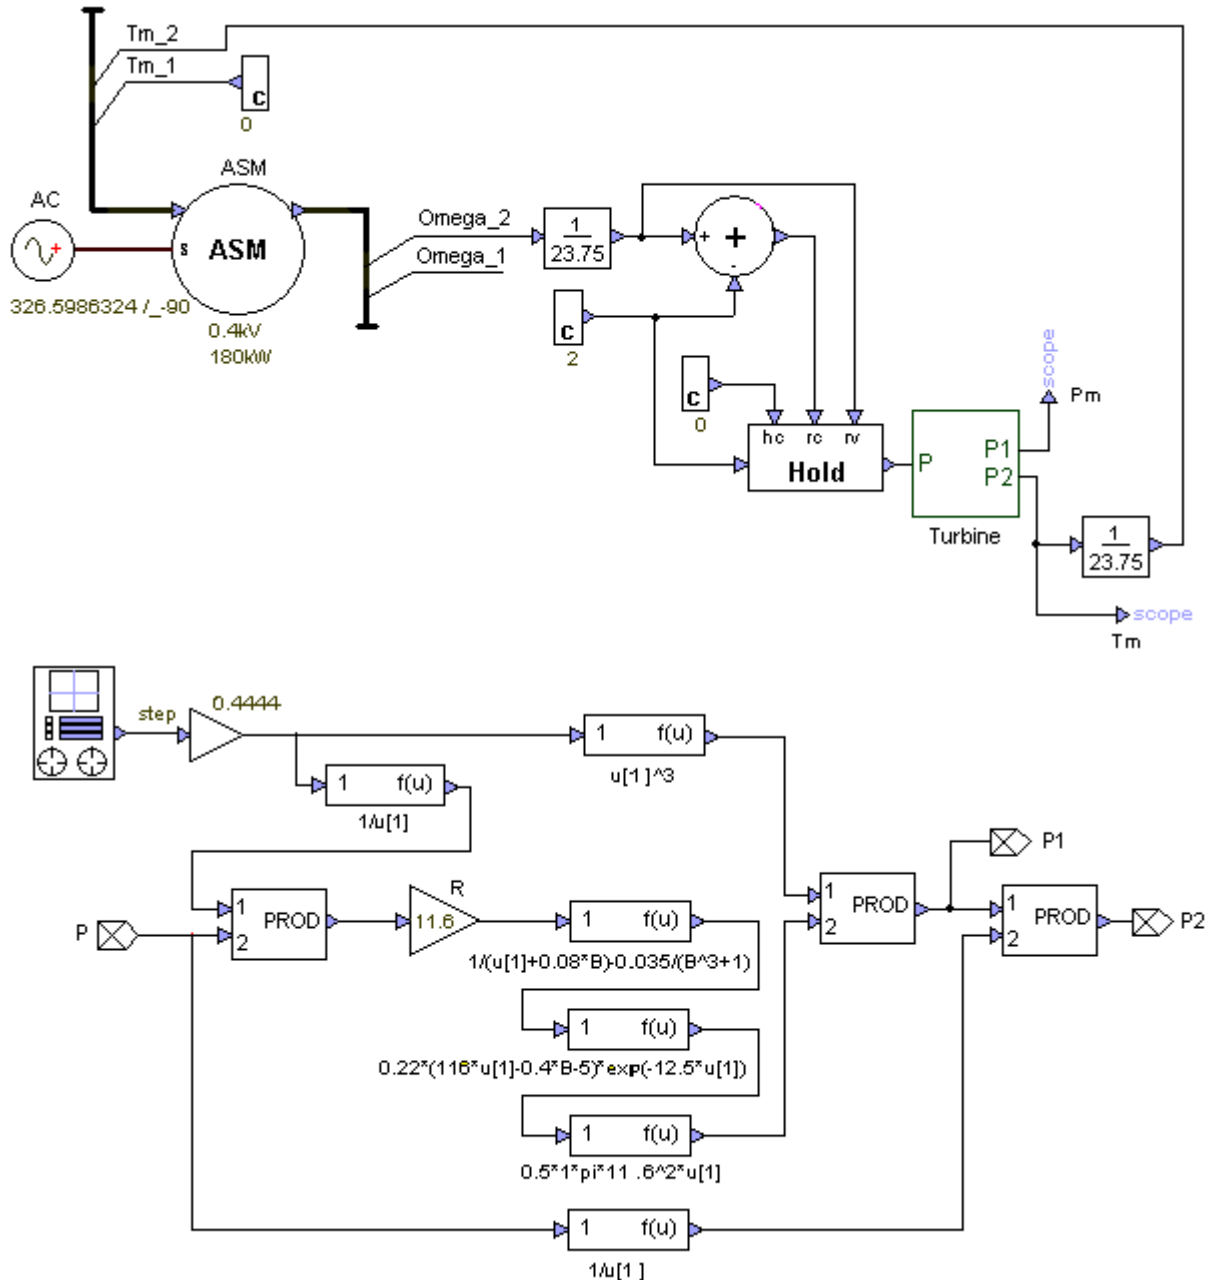 Tm_2
Tm_1
C
0
ASM
AC
+
s
ASM
326.5986324 /_-90
0.4kV
180kW
Omega_2
Omega_1
1
23.75
+
+
-
C
2
C
0
hc rc rv
Hold
P
P1
P2
Turbine
scope
Pm
1
23.75
scope
Tm
step
0.4444
1 f(u)
u[1]^3
1 f(u)
1/u[1]
P
1
2
PROD
R
11.6
1 f(u)
1/(u[1]+0.08*B)-0.035/(B^3+1)
1 f(u)
0.22*(116*u[1]-0.4*B-5)*exp(-12.5*u[1])
1 f(u)
0.5*1*pi*11.6^2*u[1]
1 f(u)
1/u[1]
1
2
PROD
P1
1
2
PROD
P2